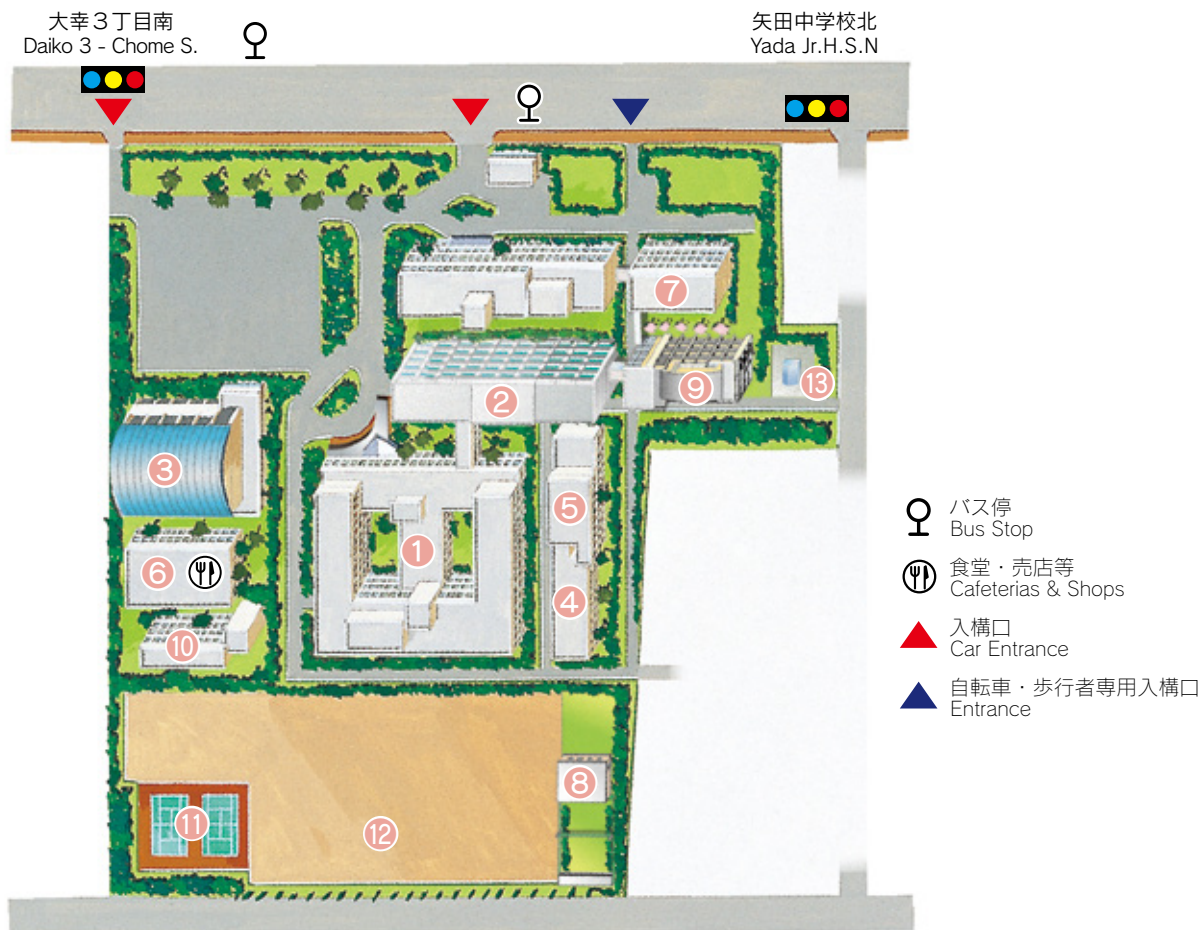 大幸３丁目南
Daiko 3 - Chome S.
矢田中学校北
Yada Jr.H.S.N
⑦
⑬
⑨
②
③
⑤
①
⑥
④
⑩
⑧
⑪
⑫
バス停
Bus Stop
食堂・売店等
Cafeterias & Shops
入構口
Car Entrance
自転車・歩行者専用入構口
Entrance